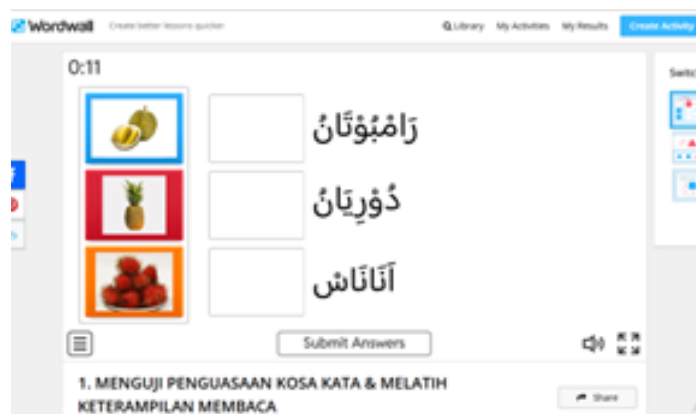 Wordwall Create better lessons quicker Library My Activities My Results Create Activity
0:11
Switc
رَامْبُوْتَانُ
دُوْرِيَانُ
اَنَانَاسْ
Submit Answers
1. MENGUJI PENGUASAAN KOSA KATA & MELATIH
KETERAMPILAN MEMBACA
Share